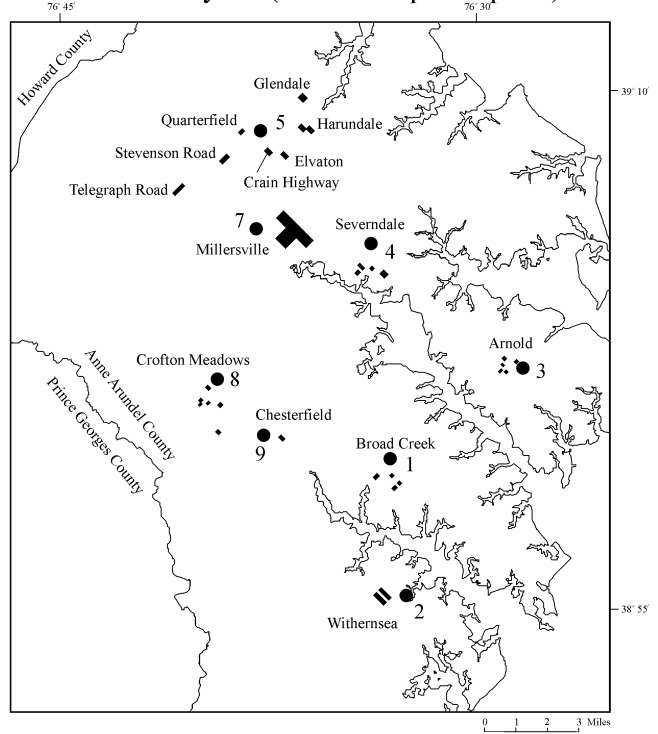 76° 45'
76° 30'
Howard County
39° 10'
Glendale
Quarterfield
5
Harundale
Stevenson Road
Elvaton
Crain Highway
Telegraph Road
7
Severndale
Millersville
4
Arnold
3
Anne Arundel County
Prince Georges County
Crofton Meadows
8
Chesterfield
9
Broad Creek
1
2
Withernsea
38° 55'
0 1 2 3 Miles